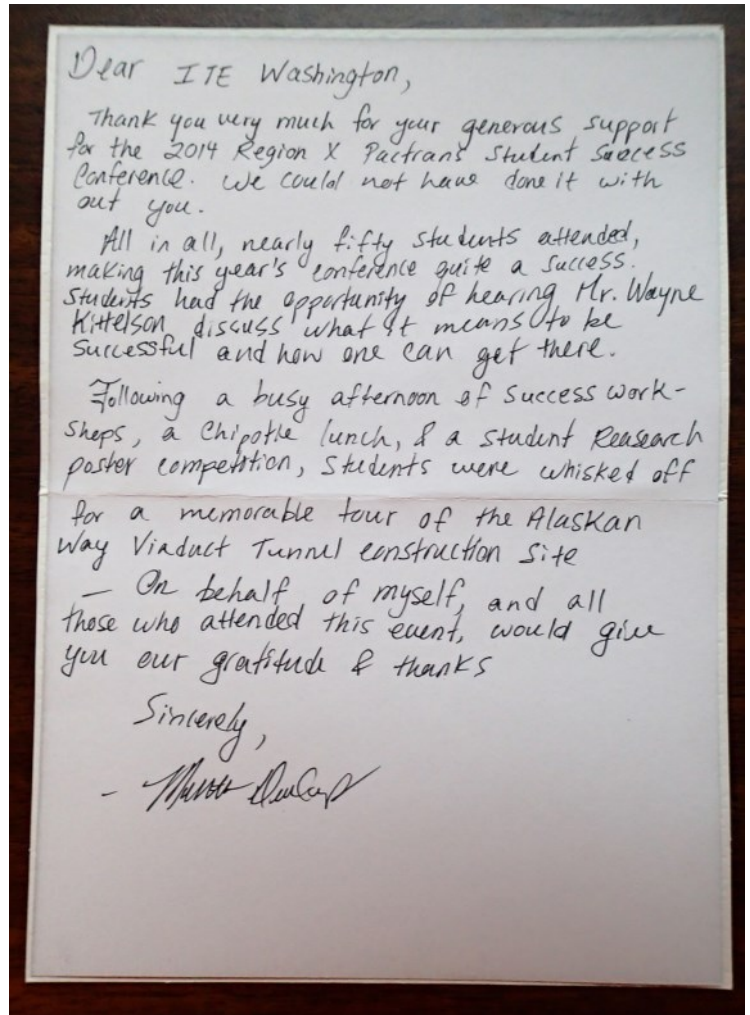 Dear ITE Washington,
Thank you very much for your generous support
for the 2014 Region X Pactrans Student Success
Conference. We could not have done it with
out you.
All in all, nearly fifty students attended,
making this year's conference quite a success.
Students had the opportunity of hearing Mr. Wayne
Kittelson discuss what it means to be
successful and how one can get there.
Following a busy afternoon of success work-
shops, a Chipotle lunch, & a student Reasearch
poster competition, students were whisked off
for a memorable tour of the Alaskan
Way Viaduct Tunnel construction site
— On behalf of myself, and all
those who attended this event, would give
you our gratitude & thanks
Sincerely,
-